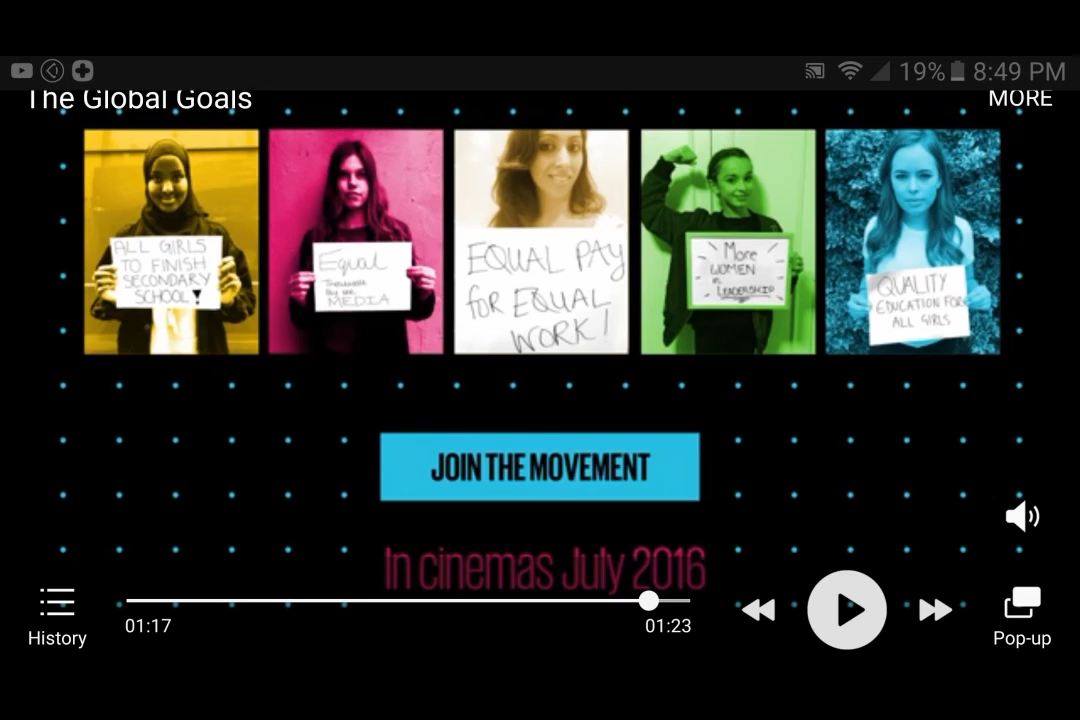 19% 8:49 PM
The Global Goals
MORE
ALL GIRLS
TO FINISH
SECONDARY
SCHOOL!
Equal
MEDIA
EQUAL PAY
for EQUAL
WORK!
More
WOMEN
in
LEADERSHIP
QUALITY
EDUCATION FOR
ALL GIRLS
JOIN THE MOVEMENT
In cinemas July 2016
01:17
01:23
History
Pop-up